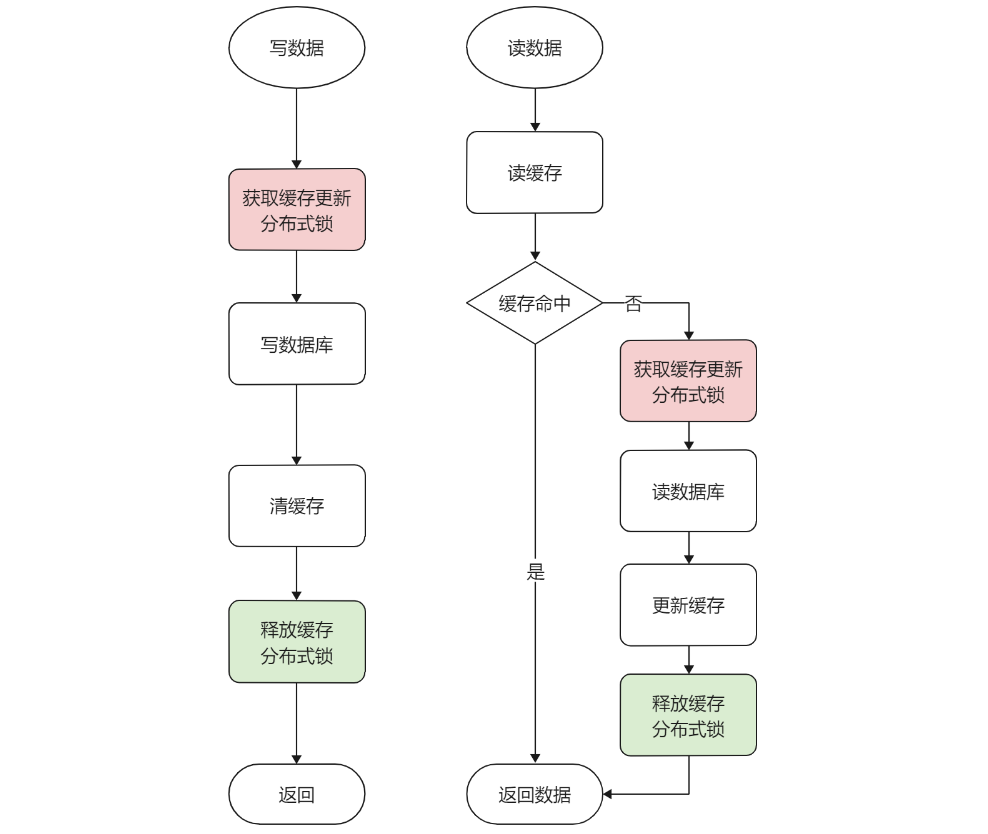 写数据
获取缓存更新
分布式锁
写数据库
清缓存
释放缓存
分布式锁
返回
读数据
读缓存
缓存命中
否
获取缓存更新
分布式锁
读数据库
更新缓存
释放缓存
分布式锁
是
返回数据